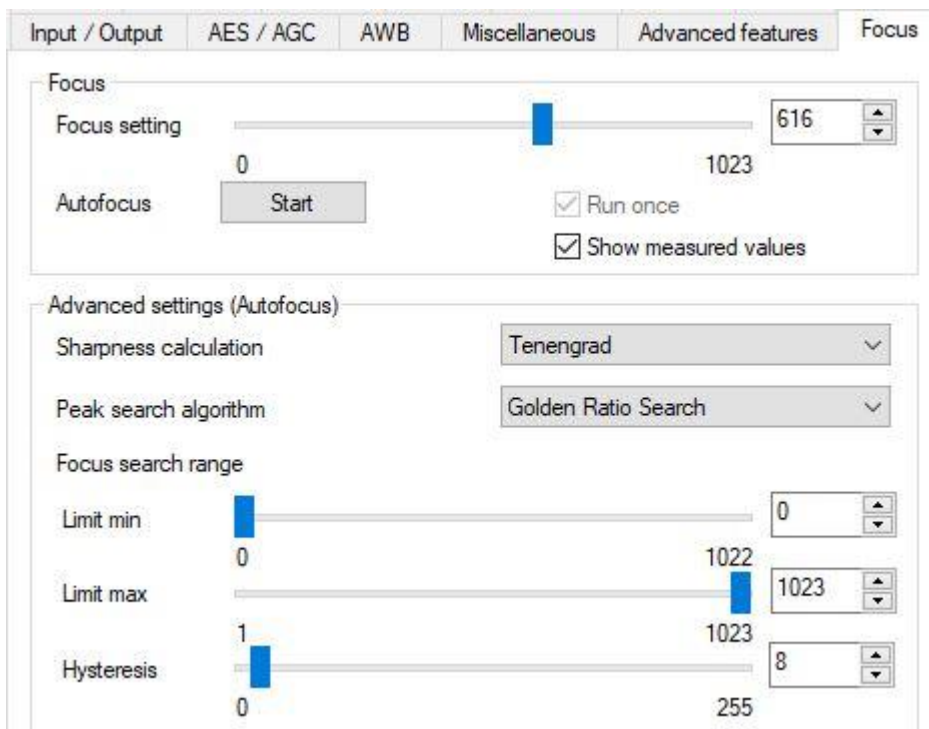 Input / Output AES / AGC AWB Miscellaneous Advanced features Focus
Focus
Focus setting 616
0 1023
Autofocus Start Run once
Show measured values
Advanced settings (Autofocus)
Sharpness calculation Tenengrad
Peak search algorithm Golden Ratio Search
Focus search range
Limit min 0
0 1022
Limit max 1023
1 1023
Hysteresis 8
0 255